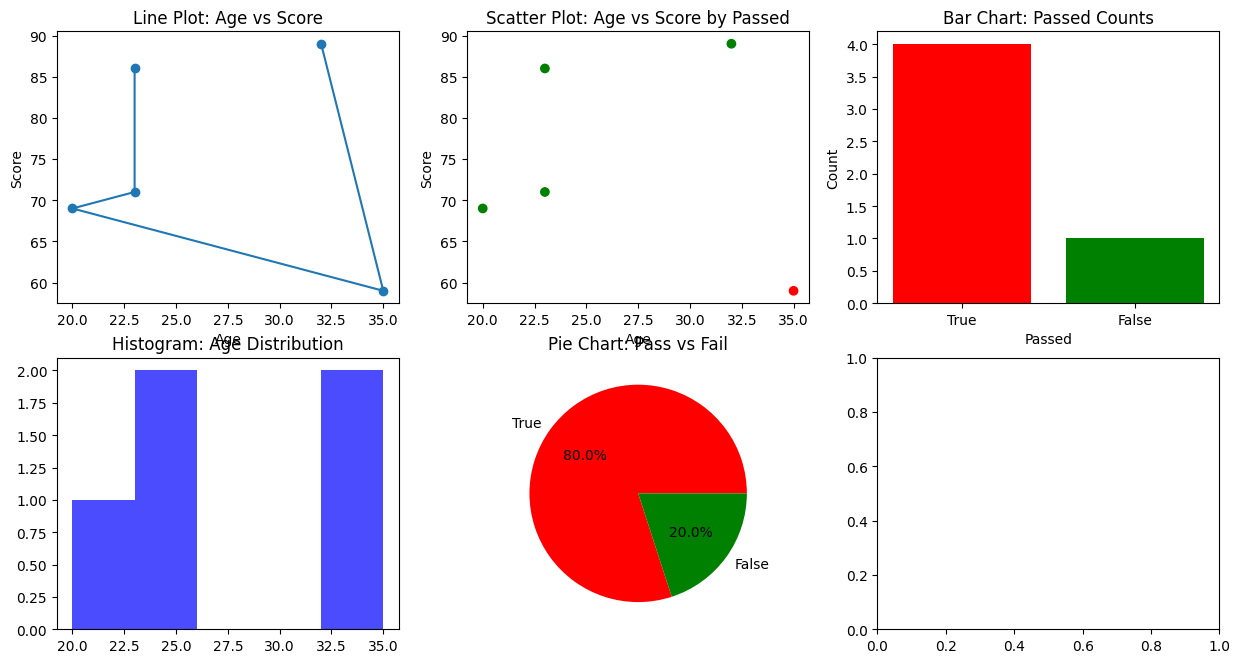 Line Plot: Age vs Score
90
85
80
75
70
65
60
Score
20.0 22.5 25.0 27.5 30.0 32.5 35.0
Age
Scatter Plot: Age vs Score by Passed
90
85
80
75
70
65
60
Score
20.0 22.5 25.0 27.5 30.0 32.5 35.0
Age
Bar Chart: Passed Counts
4.0
3.5
3.0
2.5
2.0
1.5
1.0
0.5
0.0
Count
True False
Passed
Histogram: Age Distribution
2.00
1.75
1.50
1.25
1.00
0.75
0.50
0.25
0.00
20.0 22.5 25.0 27.5 30.0 32.5 35.0
Pie Chart: Pass vs Fail
True
80.0%
20.0%
False
1.0
0.8
0.6
0.4
0.2
0.0
0.0 0.2 0.4 0.6 0.8 1.0